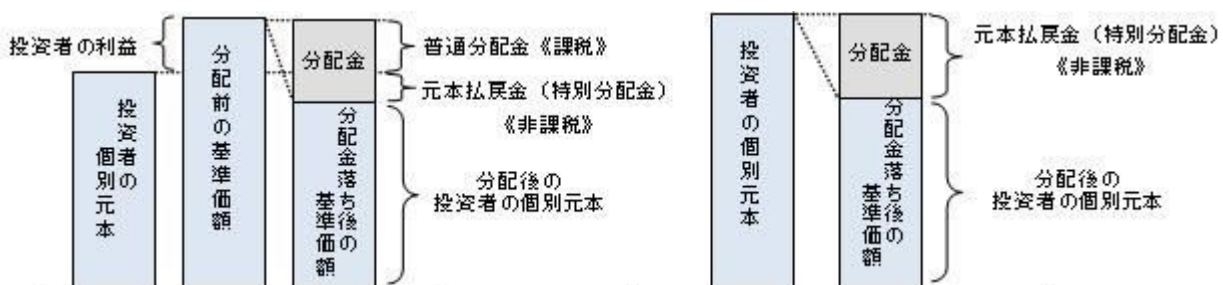 投資者の利益
投資者の
個別元本
分配前の基準価額
分配金
分配金落ち後の
基準価額
普通分配金《課税》
元本払戻金（特別分配金）
《非課税》
分配後の
投資者の個別元本
投資者の個別元本
分配金
分配金落ち後の
基準価額
元本払戻金（特別分配金）
《非課税》
分配後の
投資者の個別元本